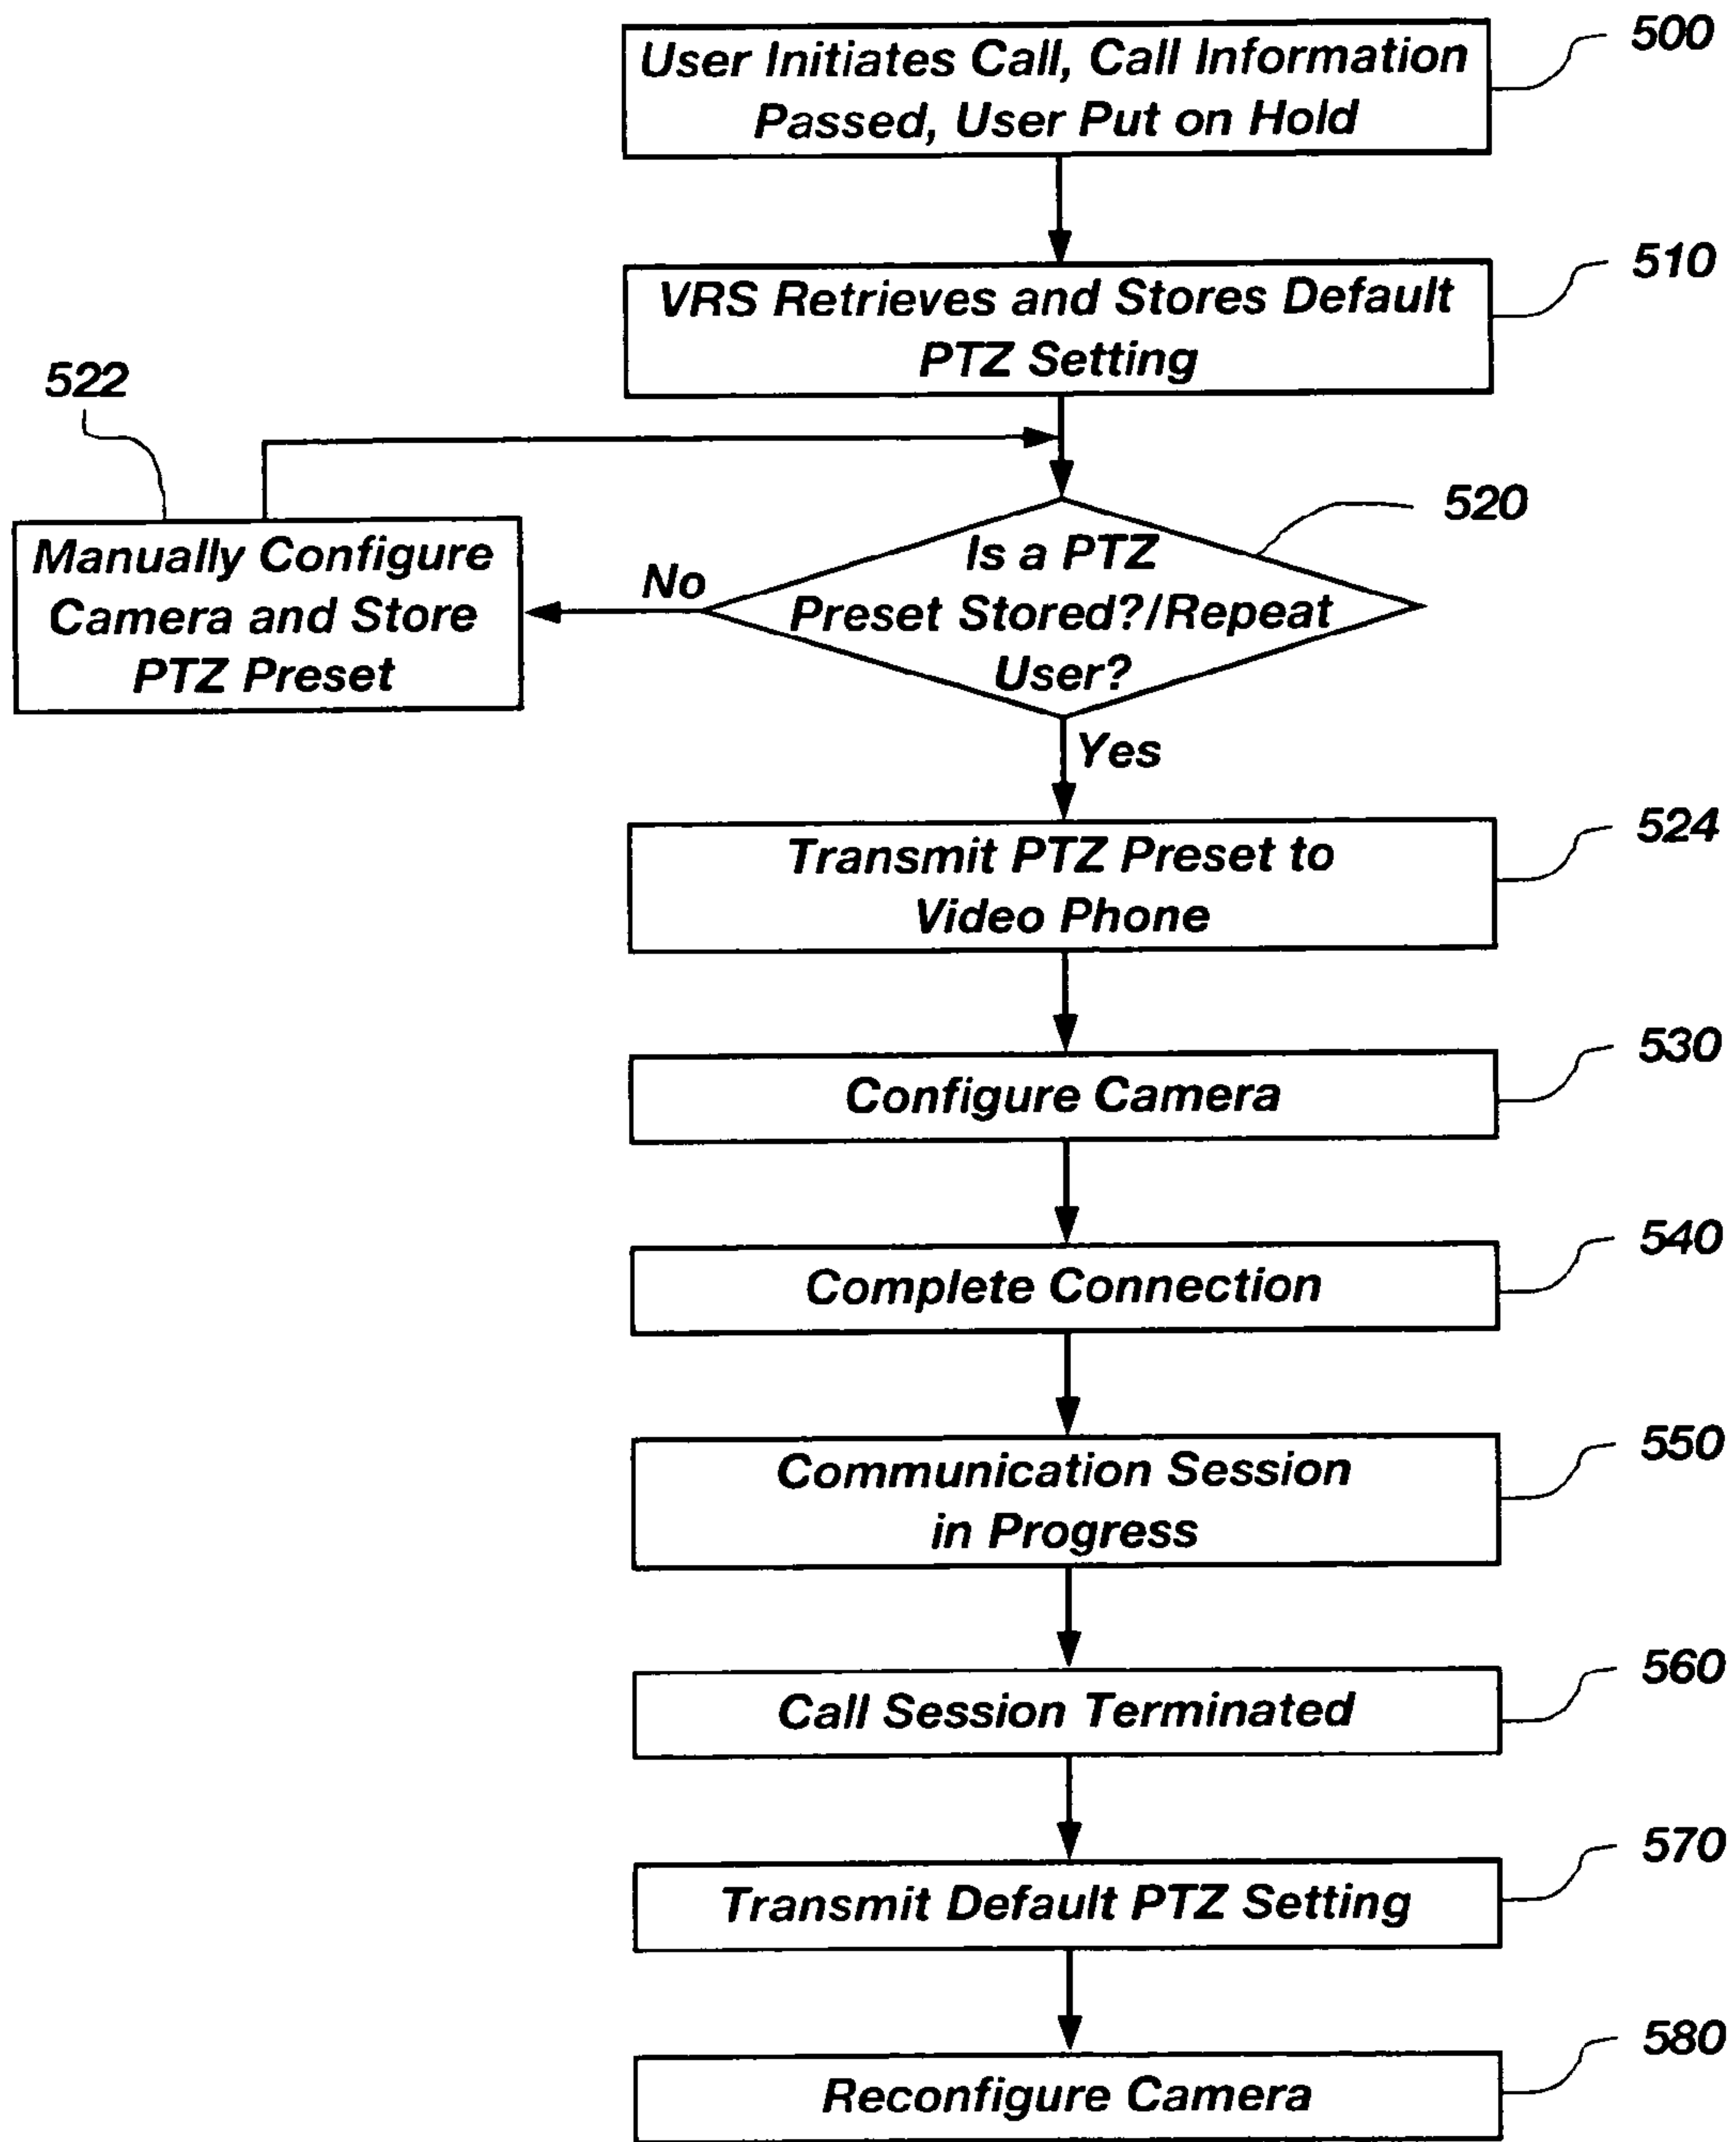 User Initiates Call, Call Information
Passed, User Put on Hold
500
VRS Retrieves and Stores Default
PTZ Setting
510
522
Manually Configure
Camera and Store
PTZ Preset
No
Is a PTZ
Preset Stored?/Repeat
User?
520
Yes
Transmit PTZ Preset to
Video Phone
524
Configure Camera
530
Complete Connection
540
Communication Session
in Progress
550
Call Session Terminated
560
Transmit Default PTZ Setting
570
Reconfigure Camera
580